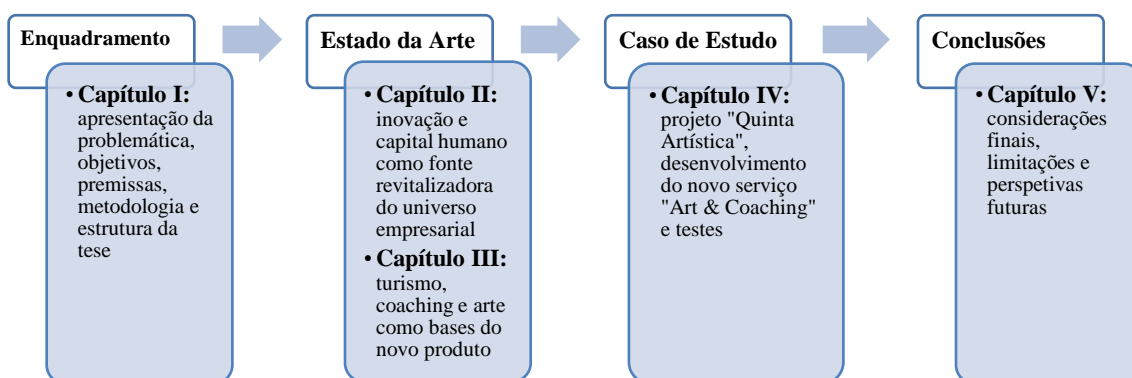 Enquadramento
• Capítulo I:
apresentação da
problemática,
objetivos,
premissas,
metodologia e
estrutura da
tese
Estado da Arte
• Capítulo II:
inovação e
capital humano
como fonte
revitalizadora
do universo
empresarial
• Capítulo III:
turismo,
coaching e arte
como bases do
novo produto
Caso de Estudo
• Capítulo IV:
projeto "Quinta
Artística",
desenvolvimento
do novo serviço
"Art & Coaching"
e testes
Conclusões
• Capítulo V:
considerações
finais,
limitações e
perspetivas
futuras